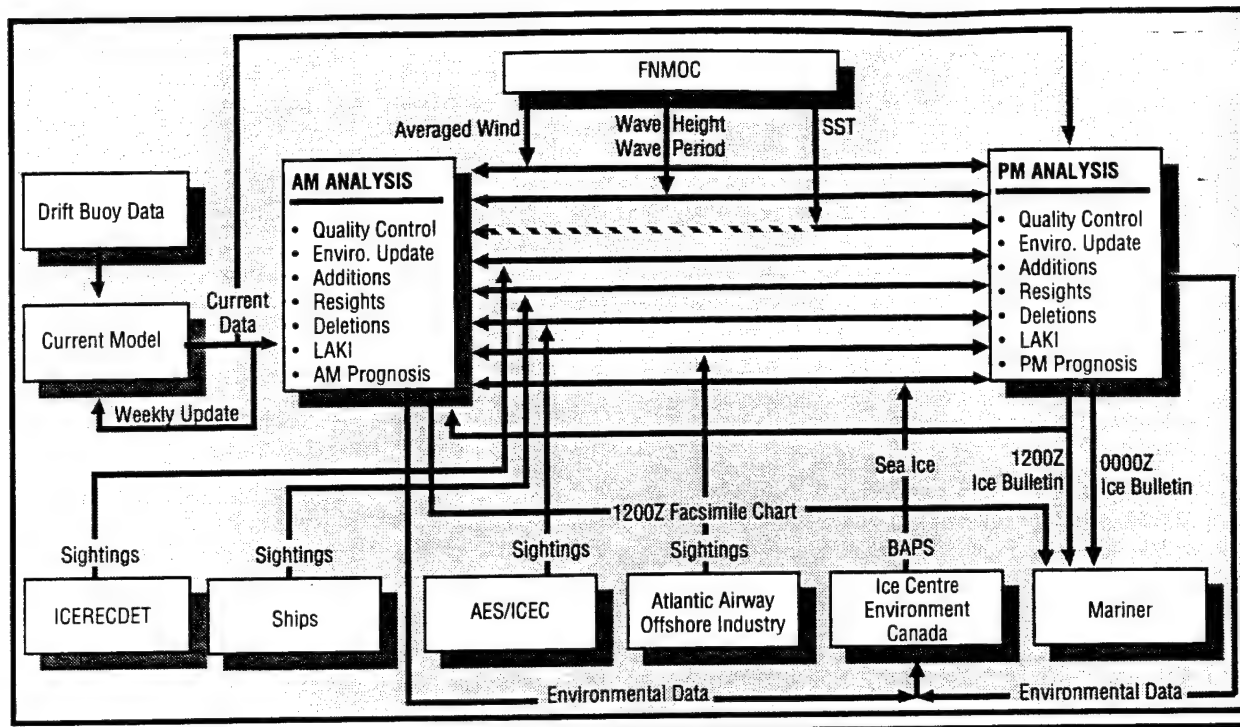 FNMOC
Averaged Wind
Wave Height
Wave Period
SST
AM ANALYSIS
• Quality Control
• Enviro. Update
• Additions
• Resights
• Deletions
• LAKI
• AM Prognosis
PM ANALYSIS
• Quality Control
• Enviro. Update
• Additions
• Resights
• Deletions
• LAKI
• PM Prognosis
Drift Buoy Data
Current Model
Current
Data
Weekly Update
Sea Ice
1200Z
Ice Bulletin
0000Z
Ice Bulletin
1200Z Facsimile Chart
Sightings
Sightings
Sightings
Sightings
BAPS
ICERECDET
Ships
AES/ICEC
Atlantic Airway
Offshore Industry
Ice Centre
Environment
Canada
Mariner
Environmental Data
Environmental Data